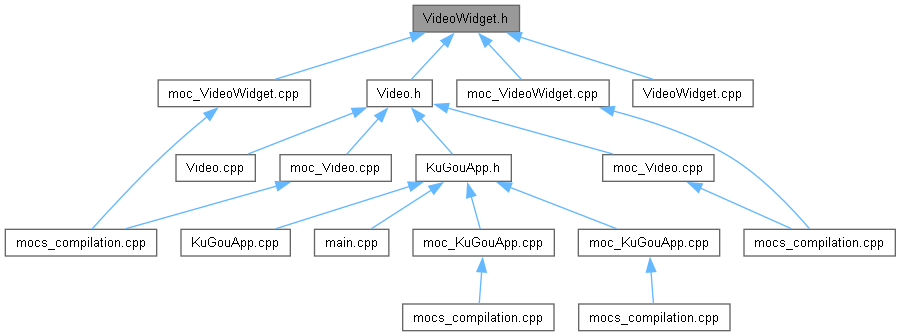 VideoWidget.h
moc_VideoWidget.cpp
Video.h
moc_VideoWidget.cpp
VideoWidget.cpp
Video.cpp
moc_Video.cpp
KuGouApp.h
moc_Video.cpp
mocs_compilation.cpp
KuGouApp.cpp
main.cpp
moc_KuGouApp.cpp
moc_KuGouApp.cpp
mocs_compilation.cpp
mocs_compilation.cpp
mocs_compilation.cpp